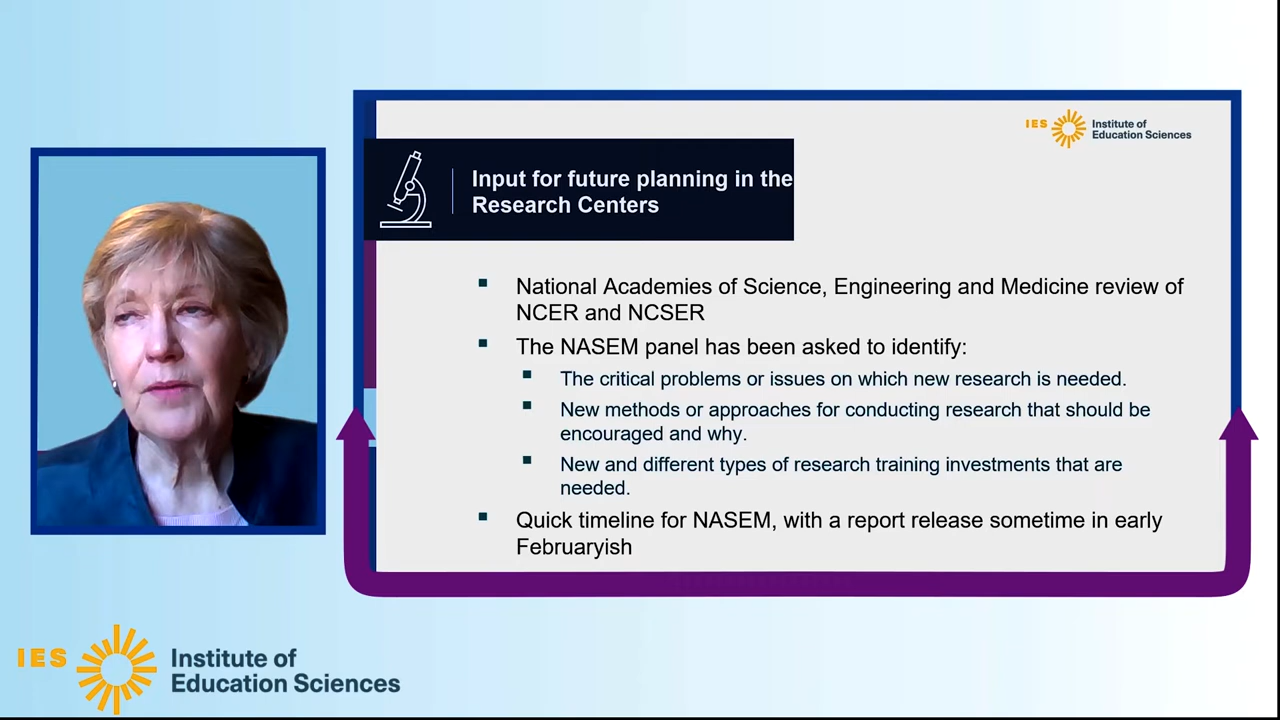 IES Institute of
Education Sciences
Input for future planning in the
Research Centers
National Academies of Science, Engineering and Medicine review of
NCER and NCSER
The NASEM panel has been asked to identify:
The critical problems or issues on which new research is needed.
New methods or approaches for conducting research that should be
encouraged and why.
New and different types of research training investments that are
needed.
Quick timeline for NASEM, with a report release sometime in early
Februaryish
IES Institute of
Education Sciences